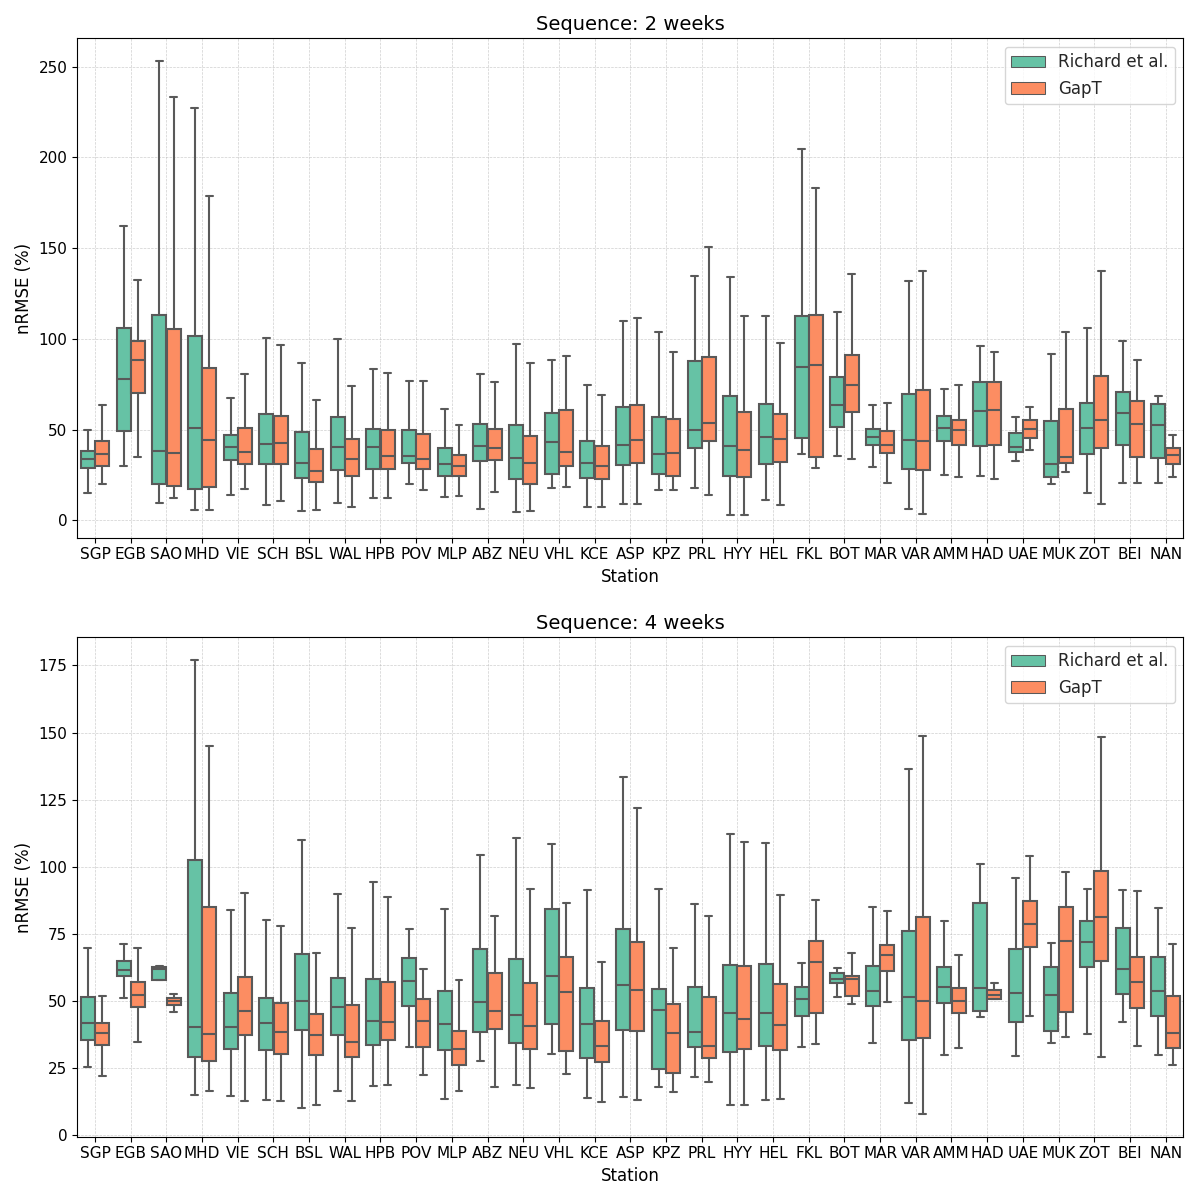 Sequence: 2 weeks
Richard et al.
GapT
nRMSE (%)
250
200
150
100
50
0
SGP EGB SAO MHD VIE SCH BSL WAL HPB POV MLP ABZ NEU VHL KCE ASP KPZ PRL HYY HEL FKL BOT MAR VAR AMM HAD UAE MUK ZOT BEI NAN
Station
Sequence: 4 weeks
Richard et al.
GapT
nRMSE (%)
175
150
125
100
75
50
25
0
SGP EGB SAO MHD VIE SCH BSL WAL HPB POV MLP ABZ NEU VHL KCE ASP KPZ PRL HYY HEL FKL BOT MAR VAR AMM HAD UAE MUK ZOT BEI NAN
Station